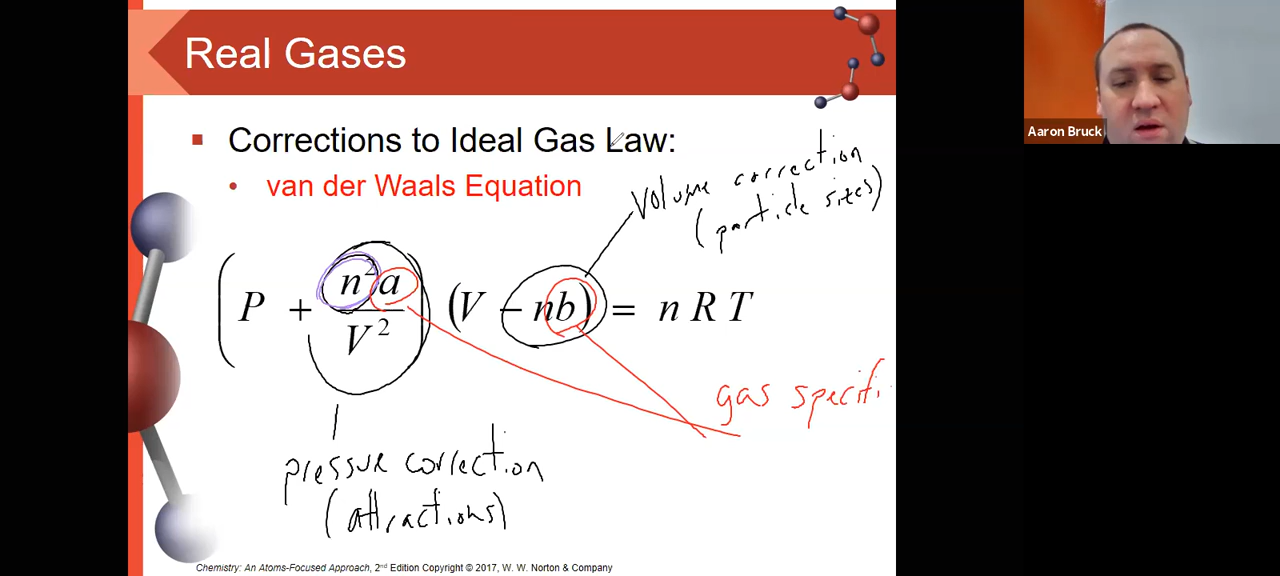 Real Gases
Aaron Bruck
Corrections to Ideal Gas Law:
• van der Waals Equation
volume correction
(particle sizes)
(P + n²a / V²) (V − nb) = n R T
gas specifi
pressure correction
(attractions)
Chemistry: An Atoms-Focused Approach, 2nd Edition Copyright © 2017, W. W. Norton & Company